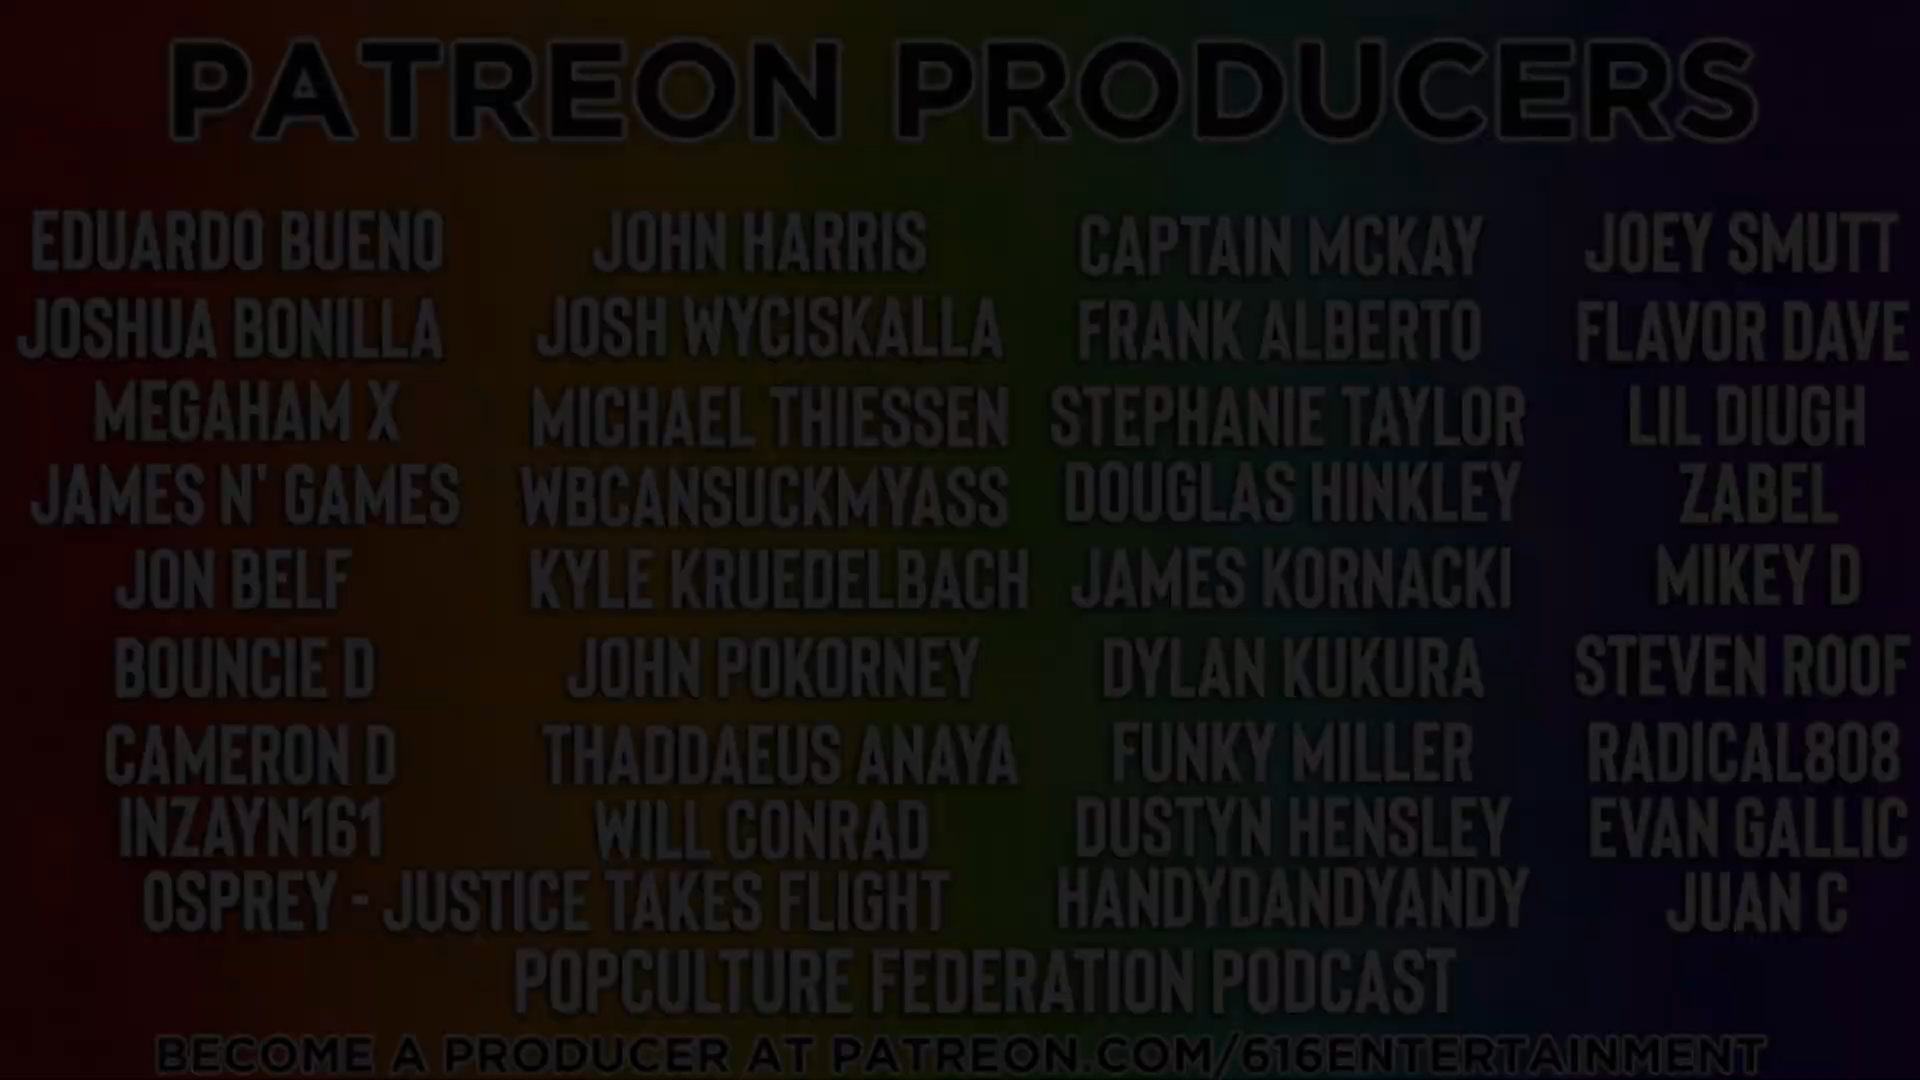 PATREON PRODUCERS
EDUARDO BUENO JOHN HARRIS CAPTAIN MCKAY JOEY SMUTT
JOSHUA BONILLA JOSH WYCISKALLA FRANK ALBERTO FLAVOR DAVE
MEGAHAM X MICHAEL THIESSEN STEPHANIE TAYLOR LIL DIUGH
JAMES N' GAMES WBCANSUCKMYASS DOUGLAS HINKLEY ZABEL
JON BELF KYLE KRUEDELBACH JAMES KORNACKI MIKEY D
BOUNCIE D JOHN POKORNEY DYLAN KUKURA STEVEN ROOF
CAMERON D THADDAEUS ANAYA FUNKY MILLER RADICAL808
INZAYN161 WILL CONRAD DUSTYN HENSLEY EVAN GALLIC
OSPREY - JUSTICE TAKES FLIGHT HANDYDANDYANDY JUAN C
POPCULTURE FEDERATION PODCAST
BECOME A PRODUCER AT PATREON.COM/616ENTERTAINMENT